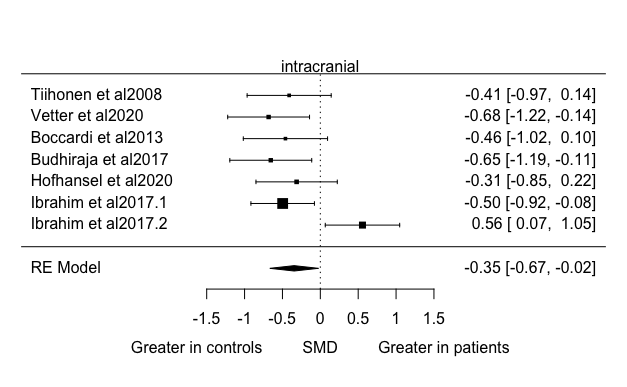 intracranial
Tiihonen et al2008 -0.41 [-0.97, 0.14]
Vetter et al2020 -0.68 [-1.22, -0.14]
Boccardi et al2013 -0.46 [-1.02, 0.10]
Budhiraja et al2017 -0.65 [-1.19, -0.11]
Hofhansel et al2020 -0.31 [-0.85, 0.22]
Ibrahim et al2017.1 -0.50 [-0.92, -0.08]
Ibrahim et al2017.2 0.56 [ 0.07, 1.05]
RE Model -0.35 [-0.67, -0.02]
-1.5 -1 -0.5 0 0.5 1 1.5
Greater in controls SMD Greater in patients